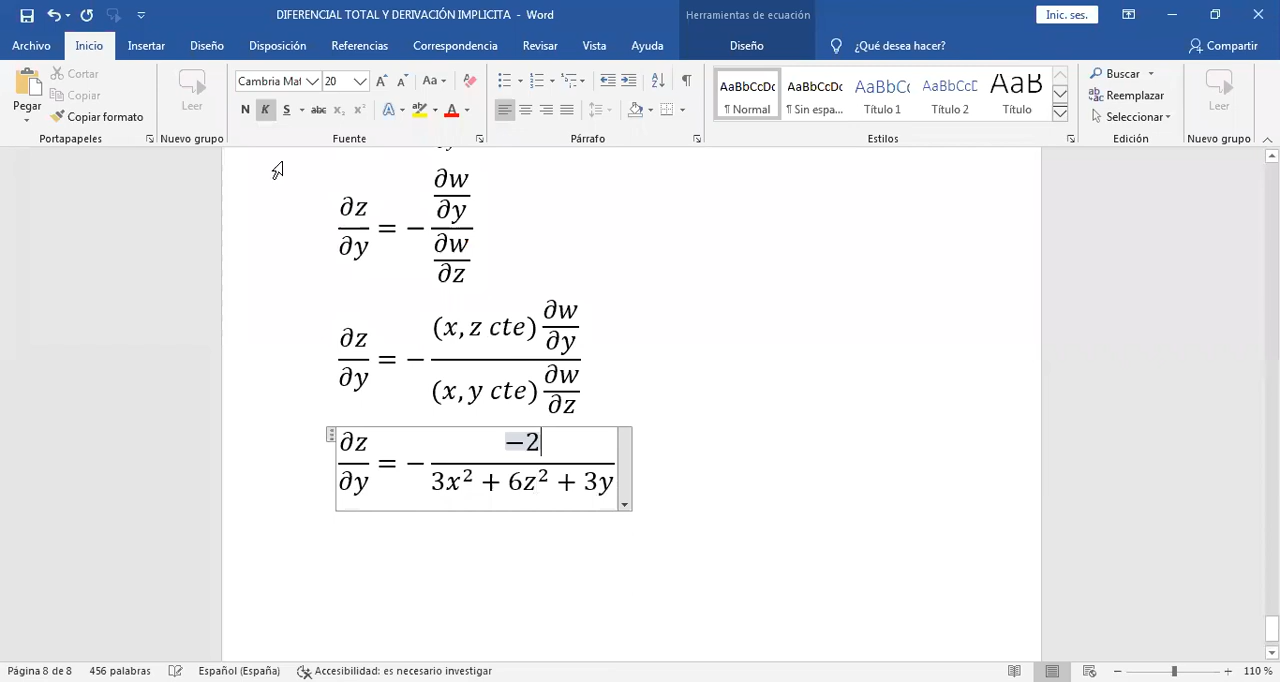 DIFERENCIAL TOTAL Y DERIVACIÓN IMPLICITA - Word
Herramientas de ecuación
Inic. ses.
Archivo Inicio Insertar Diseño Disposición Referencias Correspondencia Revisar Vista Ayuda Diseño ¿Qué desea hacer? Compartir
Pegar
Cortar
Copiar
Copiar formato
Portapapeles
Leer
Nuevo grupo
Cambria Mat 20
N K S abc x₂ x² A A
Fuente
Párrafo
AaBbCcDc AaBbCcDc AaBbCc AaBbCcD AaB
¶ Normal ¶ Sin espa... Título 1 Título 2 Título
Estilos
Buscar
Reemplazar
Seleccionar
Edición
Leer
Nuevo grupo
∂z/∂y = − (∂w/∂y)/(∂w/∂z)
∂z/∂y = − ((x, z cte) ∂w/∂y)/((x, y cte) ∂w/∂z)
∂z/∂y = − (−2)/(3x² + 6z² + 3y)
Página 8 de 8 456 palabras Español (España) Accesibilidad: es necesario investigar 110 %